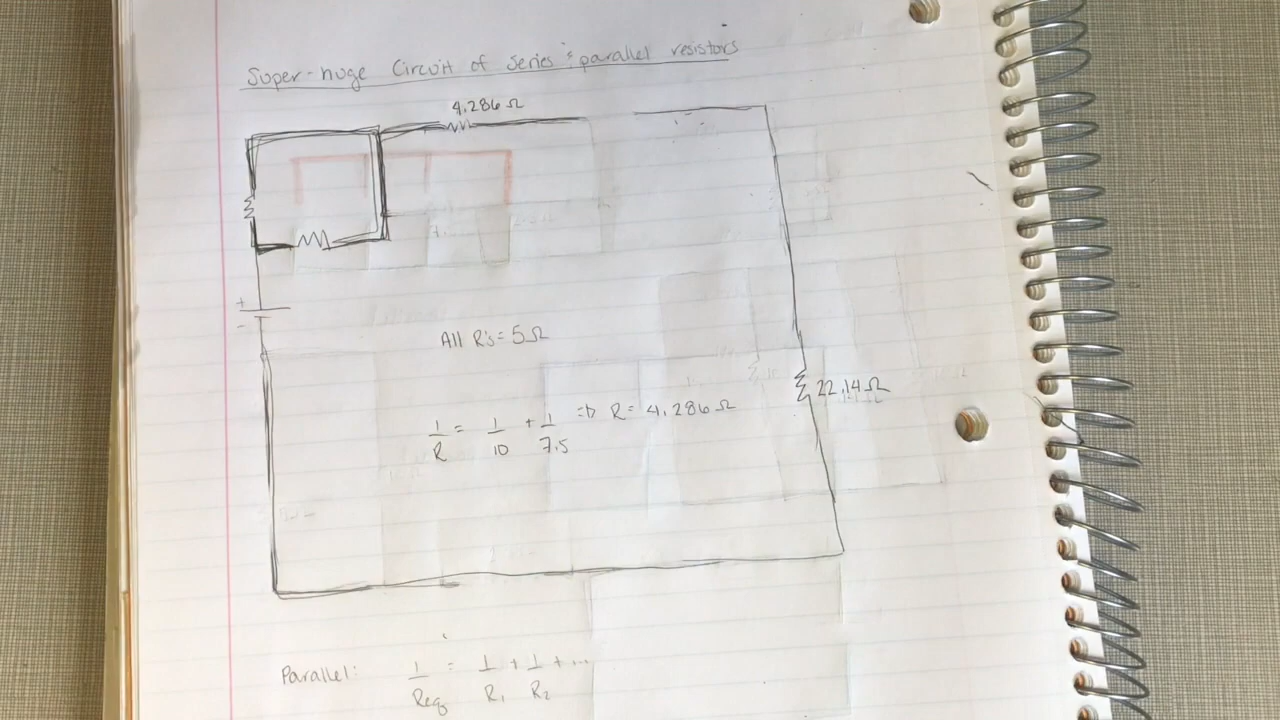 Super-huge Circuit of series & parallel resistors
4.286 Ω
+
-
All R's = 5Ω
22.14 Ω
1/R = 1/10 + 1/7.5 => R = 4.286 Ω
Parallel: 1/Req = 1/R1 + 1/R2 + ...